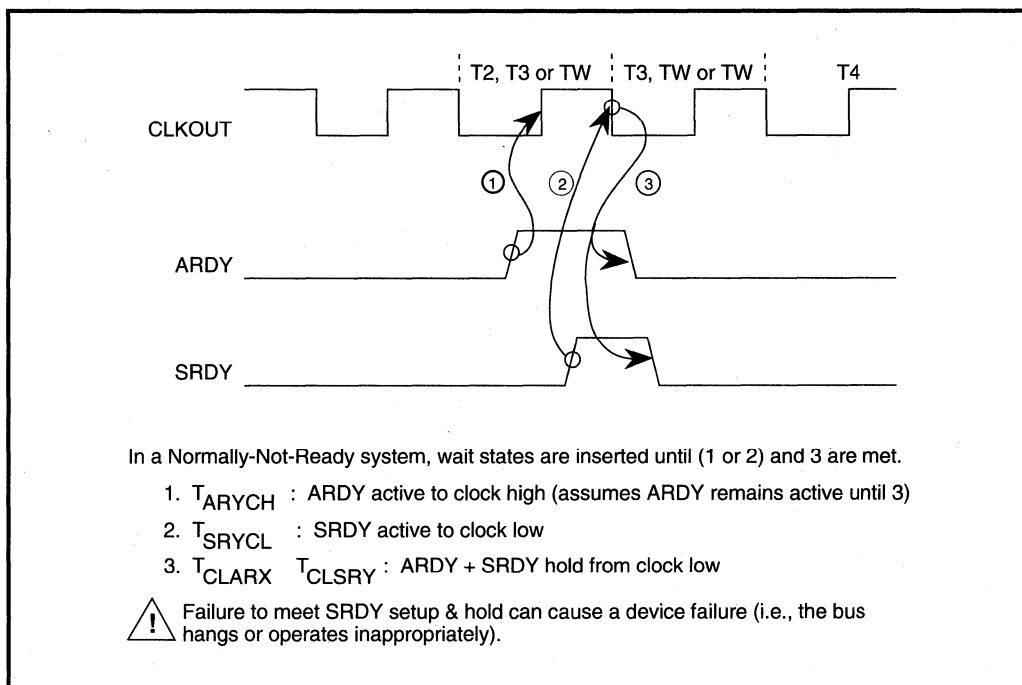 T2, T3 or TW T3, TW or TW T4
CLKOUT
1 2 3
ARDY
SRDY
In a Normally-Not-Ready system, wait states are inserted until (1 or 2) and 3 are met.
1. TARYCH : ARDY active to clock high (assumes ARDY remains active until 3)
2. TSRYCL : SRDY active to clock low
3. TCLARX TCLSRY : ARDY + SRDY hold from clock low
! Failure to meet SRDY setup & hold can cause a device failure (i.e., the bus
hangs or operates inappropriately).